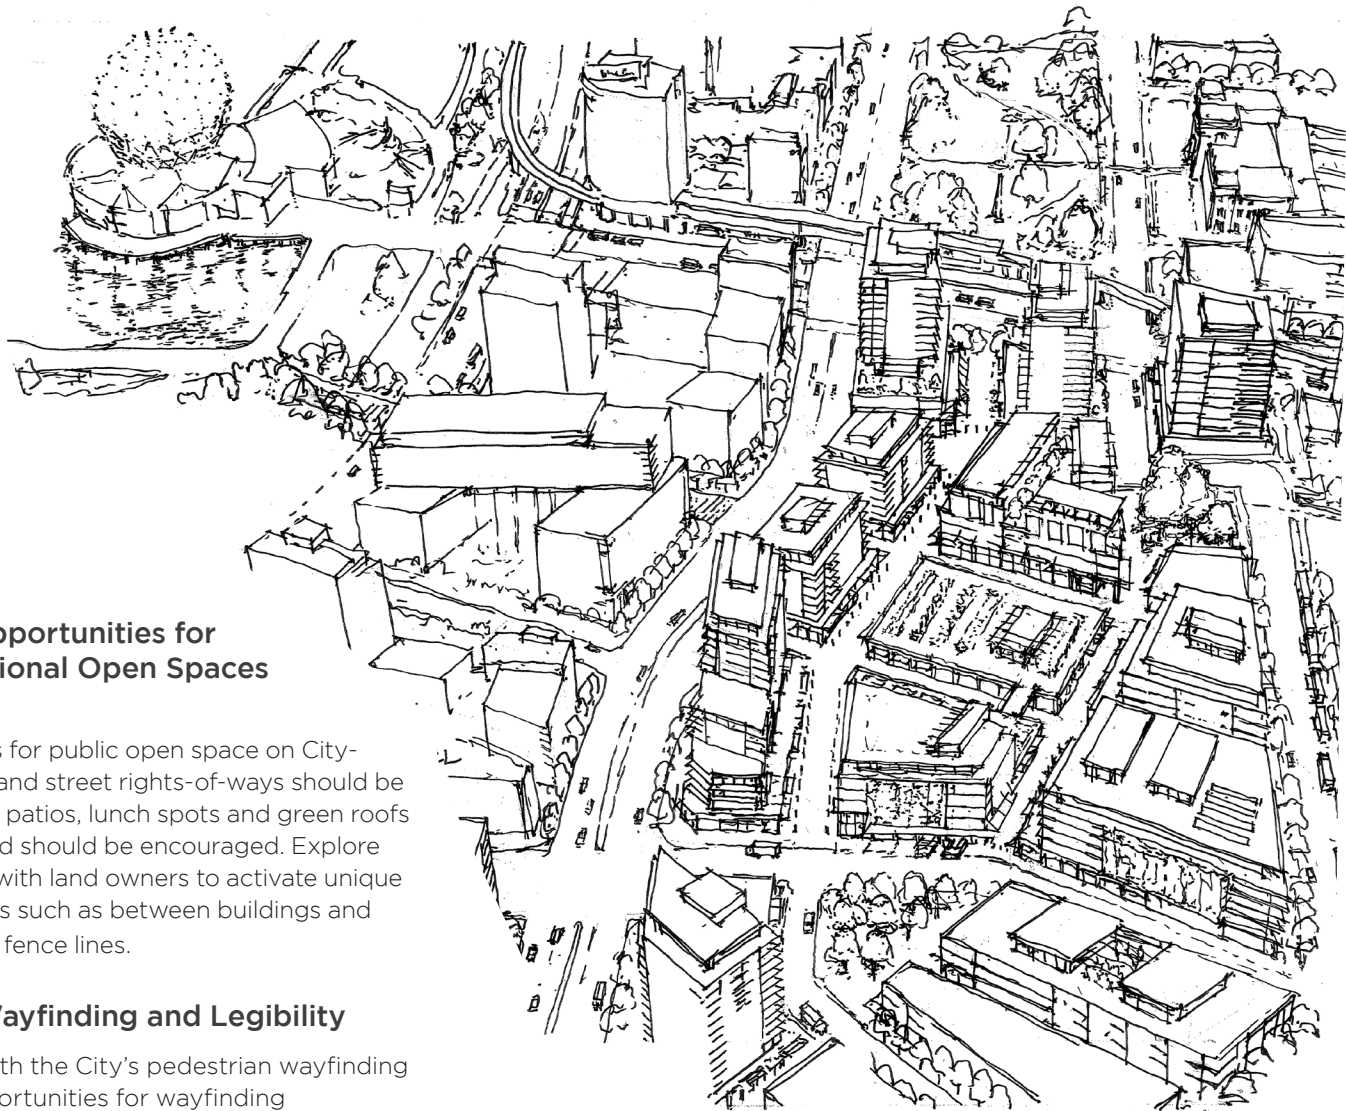 pportunities for
ional Open Spaces
s for public open space on City-
and street rights-of-ways should be
patios, lunch spots and green roofs
d should be encouraged. Explore
with land owners to activate unique
s such as between buildings and
fence lines.
Wayfinding and Legibility
th the City’s pedestrian wayfinding
ortunities for wayfinding